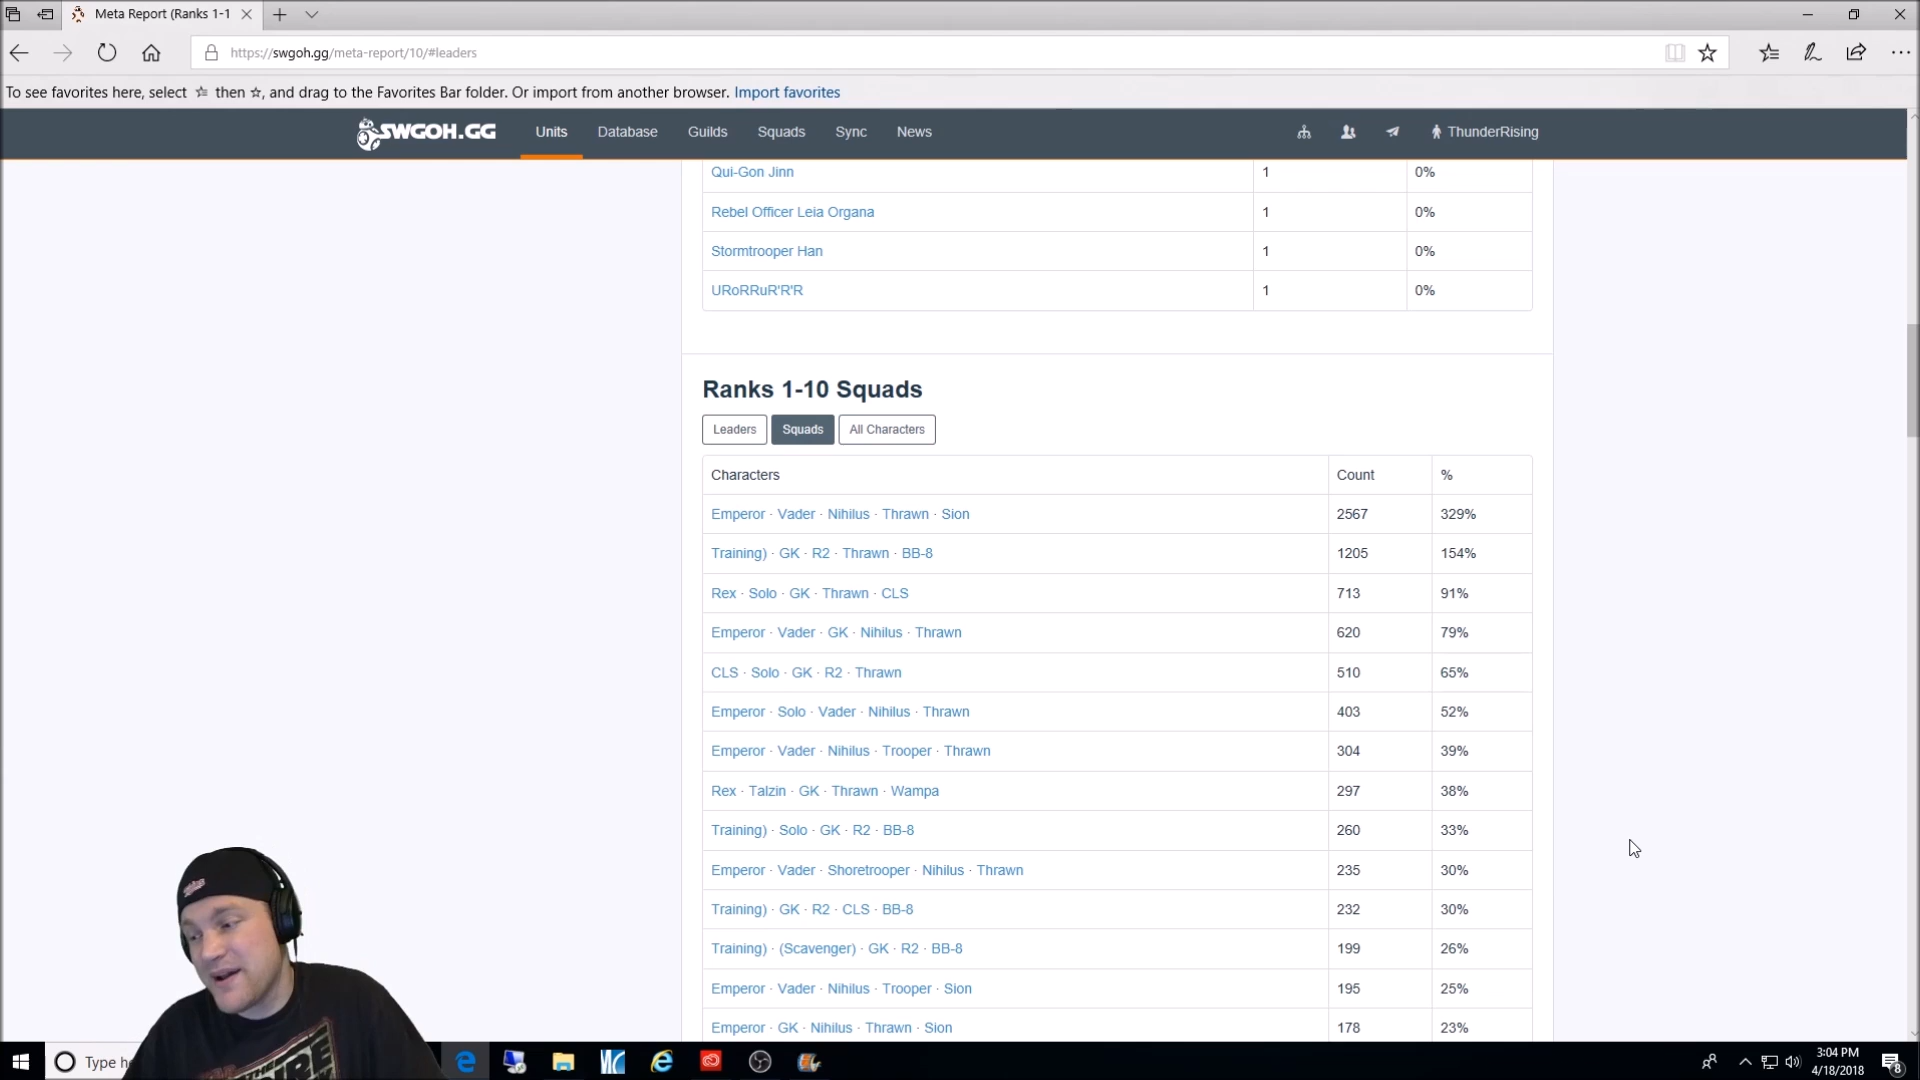 Meta Report (Ranks 1-1
https://swgoh.gg/meta-report/10/#leaders
To see favorites here, select then , and drag to the Favorites Bar folder. Or import from another browser. Import favorites
SWGOH.GG Units Database Guilds Squads Sync News ThunderRising
Qui-Gon Jinn 1 0%
Rebel Officer Leia Organa 1 0%
Stormtrooper Han 1 0%
URoRRuR'R'R 1 0%
Ranks 1-10 Squads
Leaders Squads All Characters
Characters Count %
Emperor · Vader · Nihilus · Thrawn · Sion 2567 329%
Training) · GK · R2 · Thrawn · BB-8 1205 154%
Rex · Solo · GK · Thrawn · CLS 713 91%
Emperor · Vader · GK · Nihilus · Thrawn 620 79%
CLS · Solo · GK · R2 · Thrawn 510 65%
Emperor · Solo · Vader · Nihilus · Thrawn 403 52%
Emperor · Vader · Nihilus · Trooper · Thrawn 304 39%
Rex · Talzin · GK · Thrawn · Wampa 297 38%
Training) · Solo · GK · R2 · BB-8 260 33%
Emperor · Vader · Shoretrooper · Nihilus · Thrawn 235 30%
Training) · GK · R2 · CLS · BB-8 232 30%
Training) · (Scavenger) · GK · R2 · BB-8 199 26%
Emperor · Vader · Nihilus · Trooper · Sion 195 25%
Emperor · GK · Nihilus · Thrawn · Sion 178 23%
Type he
3:04 PM
4/18/2018
8